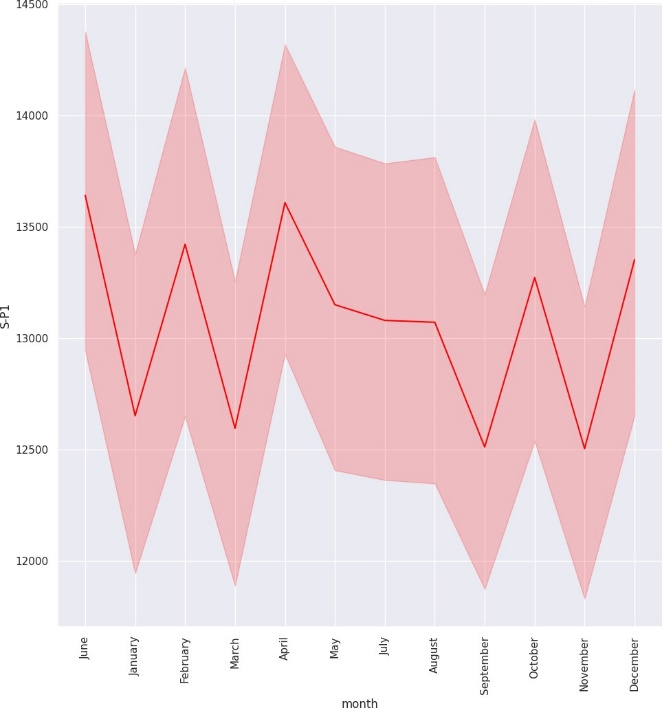 14500
14000
13500
13000
12500
12000
S-P1
June
January
February
March
April
May
July
August
September
October
November
December
month